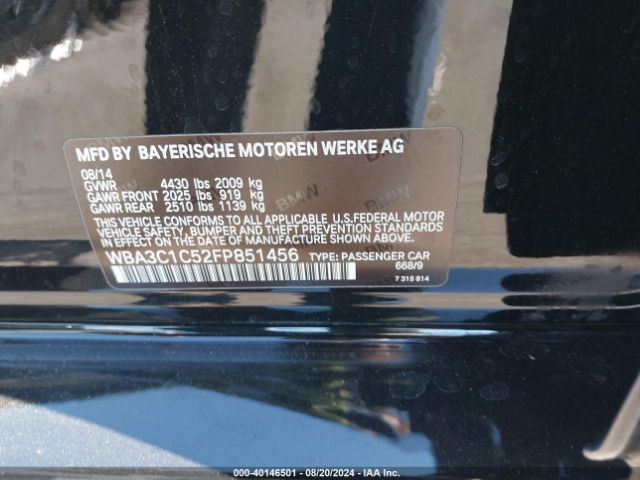 MFD BY BAYERISCHE MOTOREN WERKE AG
08/14
GVWR 4430 lbs 2009 kg
GAWR FRONT 2025 lbs 919 kg
GAWR REAR 2510 lbs 1139 kg
THIS VEHICLE CONFORMS TO ALL APPLICABLE U.S.FEDERAL MOTOR
VEHICLE SAFETY, BUMPER, AND THEFT PREVENTION STANDARDS
IN EFFECT ON THE DATE OF MANUFACTURE SHOWN ABOVE.
WBA3C1C52FP851456 TYPE: PASSENGER CAR
668/9
7 315 814
000-40146501 - 08/20/2024 - IAA Inc.